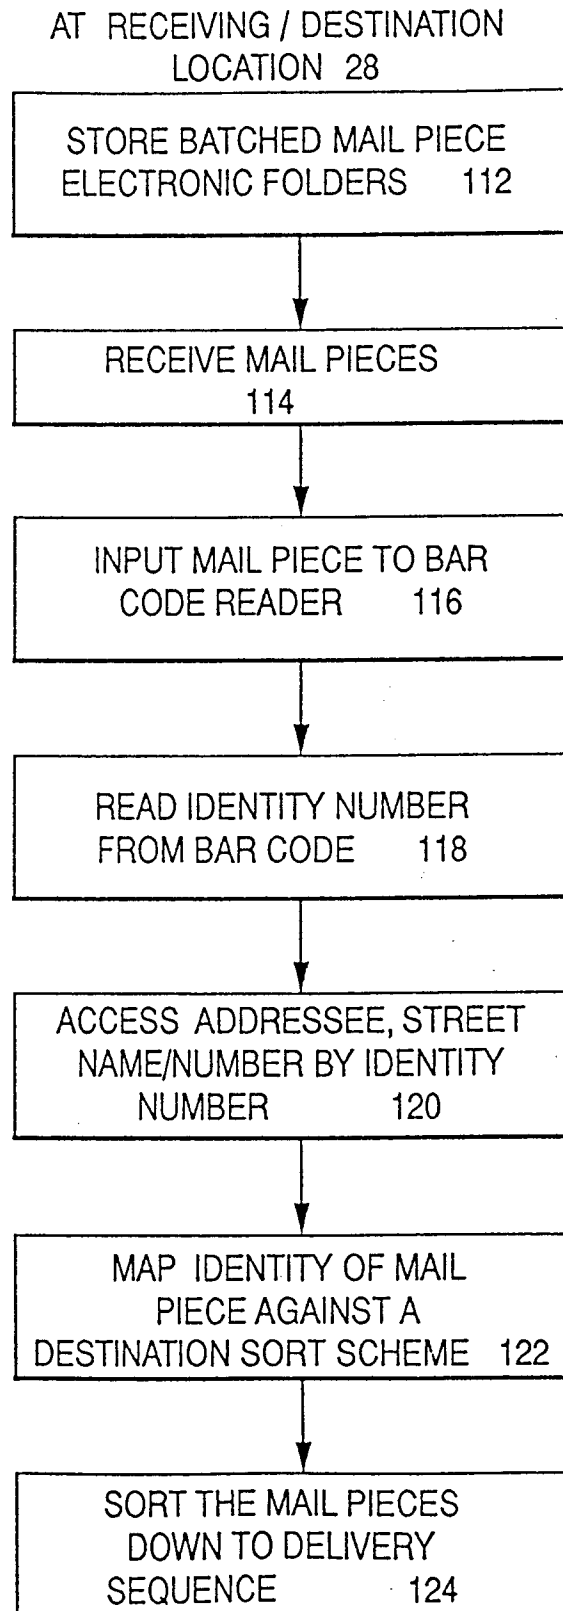 AT RECEIVING / DESTINATION
LOCATION 28
STORE BATCHED MAIL PIECE
ELECTRONIC FOLDERS 112
RECEIVE MAIL PIECES
114
INPUT MAIL PIECE TO BAR
CODE READER 116
READ IDENTITY NUMBER
FROM BAR CODE 118
ACCESS ADDRESSEE, STREET
NAME/NUMBER BY IDENTITY
NUMBER 120
MAP IDENTITY OF MAIL
PIECE AGAINST A
DESTINATION SORT SCHEME 122
SORT THE MAIL PIECES
DOWN TO DELIVERY
SEQUENCE 124